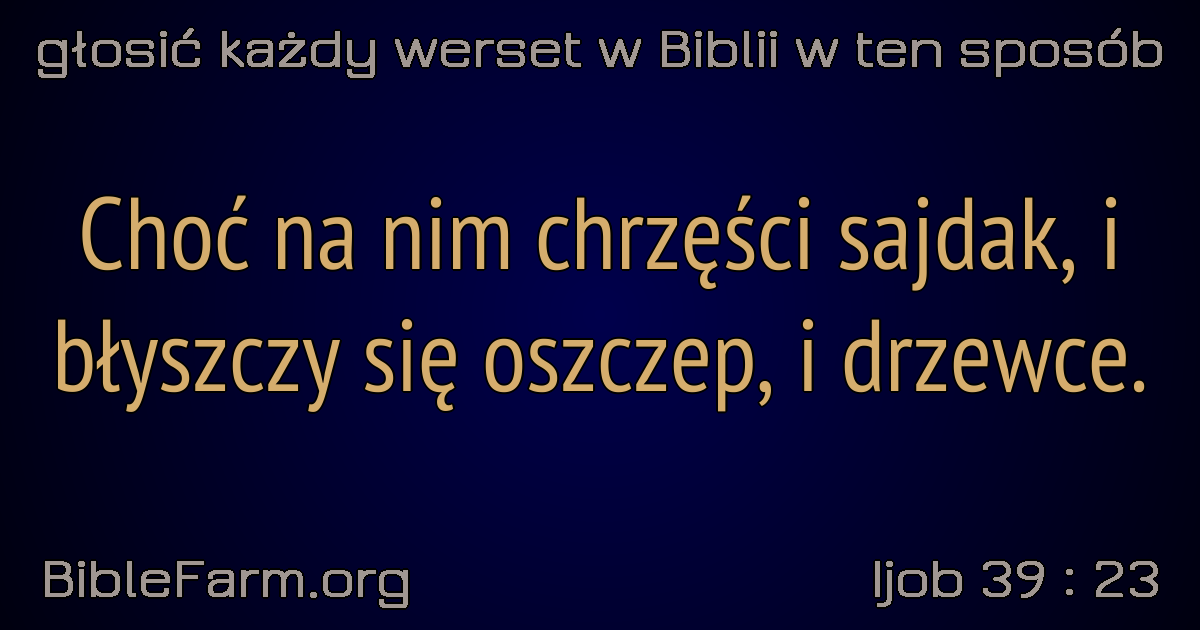 głosić każdy werset w Biblii w ten sposób
Choć na nim chrzęści sajdak, i
błyszczy się oszczep, i drzewce.
BibleFarm.org
Ijob 39 : 23